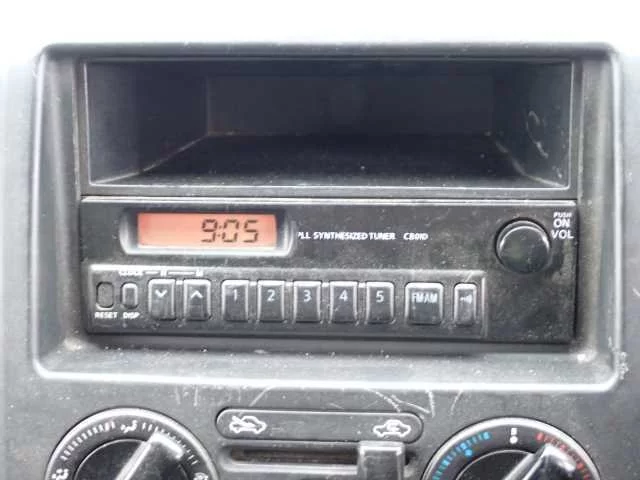 9:05
PLL SYNTHESIZED TUNER CB01D
PUSH
ON
VOL
CLOCK H M
RESET DISP
1 2 3 4 5 FM AM